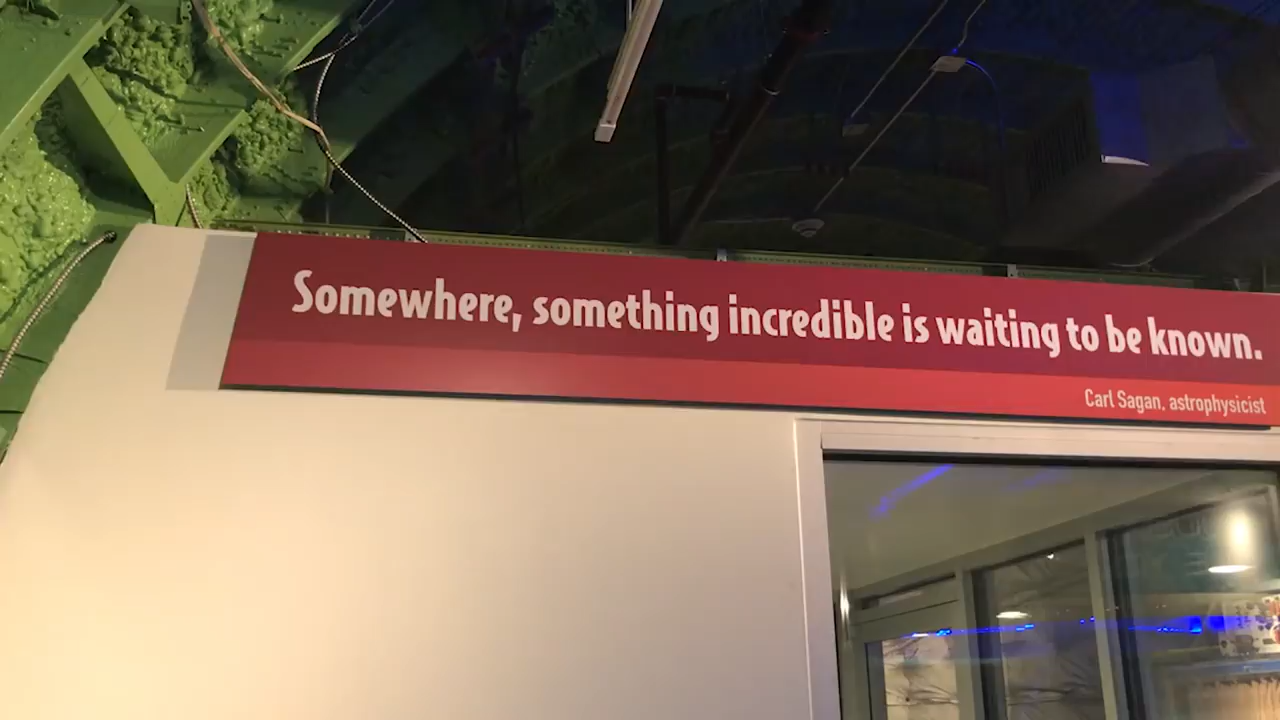 Somewhere, something incredible is waiting to be known.
Carl Sagan, astrophysicist